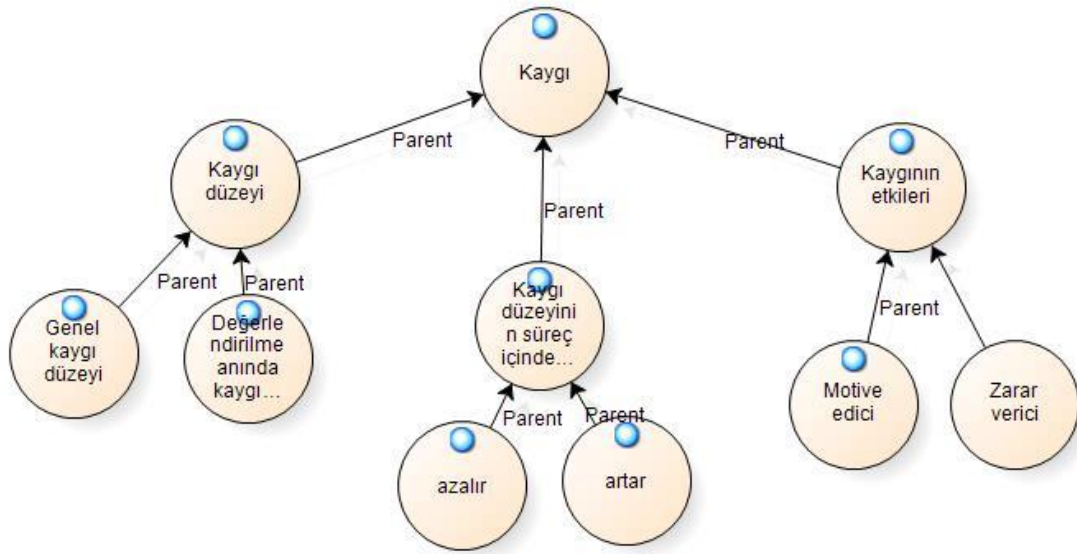 Kaygı
Parent
Parent
Kaygı
düzeyi
Kaygının
etkileri
Parent
Parent
Parent
Kaygı
düzeyini
n süreç
içinde...
Genel
kaygı
düzeyi
Değerle
ndirilme
anında
kaygı...
Parent
Motive
edici
Zarar
verici
Parent
Parent
azalır
artar